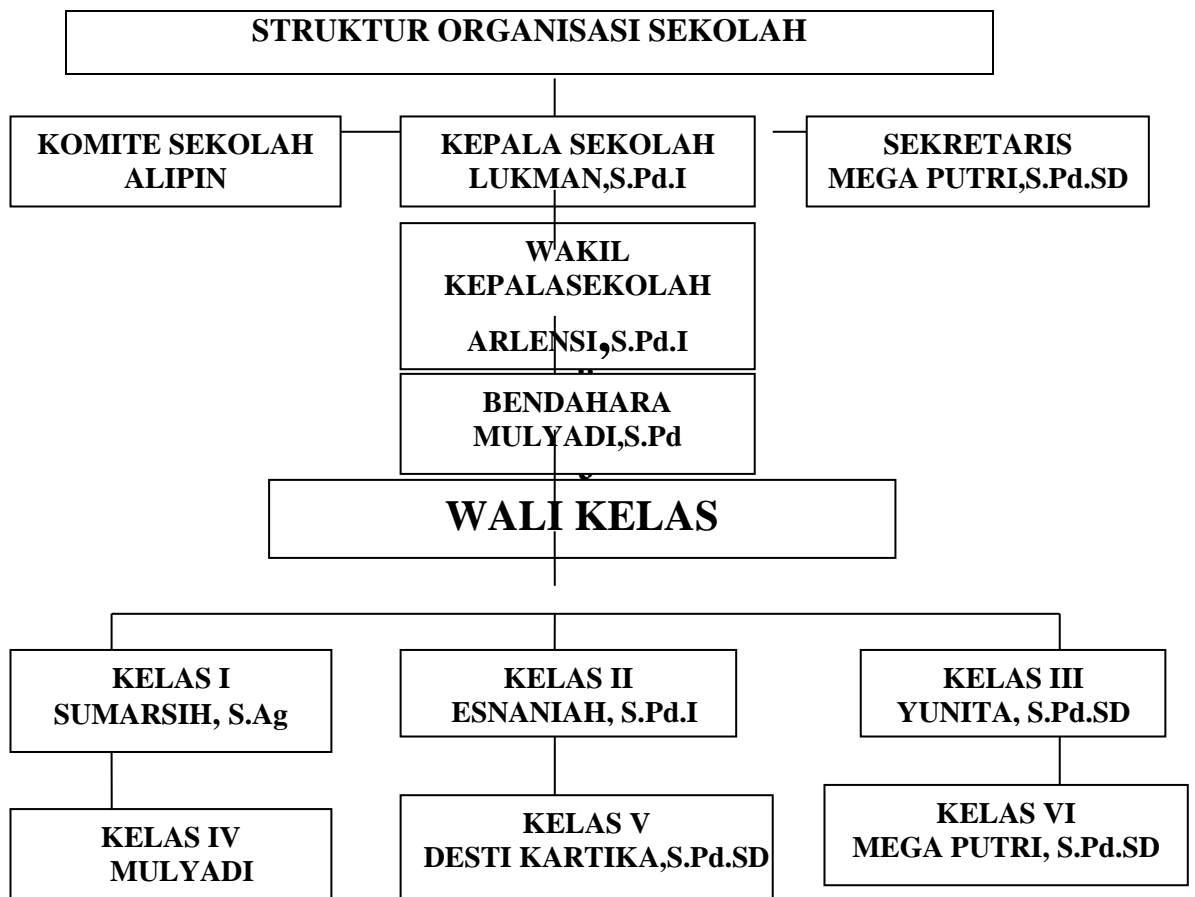 STRUKTUR ORGANISASI SEKOLAH
KOMITE SEKOLAH
ALIPIN
KEPALA SEKOLAH
LUKMAN,S.Pd.I
SEKRETARIS
MEGA PUTRI,S.Pd.SD
WAKIL
KEPALASEKOLAH
ARLENSI,S.Pd.I
BENDAHARA
MULYADI,S.Pd
WALI KELAS
KELAS I
SUMARSIH, S.Ag
KELAS II
ESNANIAH, S.Pd.I
KELAS III
YUNITA, S.Pd.SD
KELAS IV
MULYADI
KELAS V
DESTI KARTIKA,S.Pd.SD
KELAS VI
MEGA PUTRI, S.Pd.SD